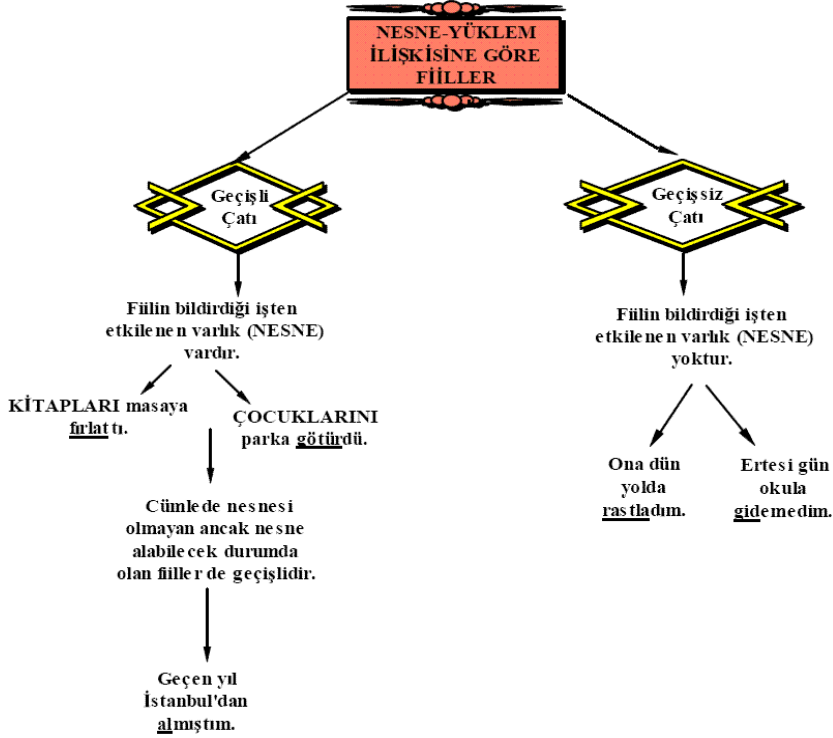 NESNE-YÜKLEM
İLİŞKİSİNE GÖRE
FİİLLER
Geçişli
Çatı
Fiilin bildirdiği işten
etkilenen varlık (NESNE)
vardır.
KİTAPLARI masaya
fırlattı.
ÇOCUKLARINI
parka götürdü.
Cümlede nesnesi
olmayan ancak nesne
alabilecek durumda
olan fiiller de geçişlidir.
Geçen yıl
İstanbul'dan
almıştım.
Geçişsiz
Çatı
Fiilin bildirdiği işten
etkilenen varlık (NESNE)
yoktur.
Ona dün
yolda
rastladım.
Ertesi gün
okula
gidemedim.